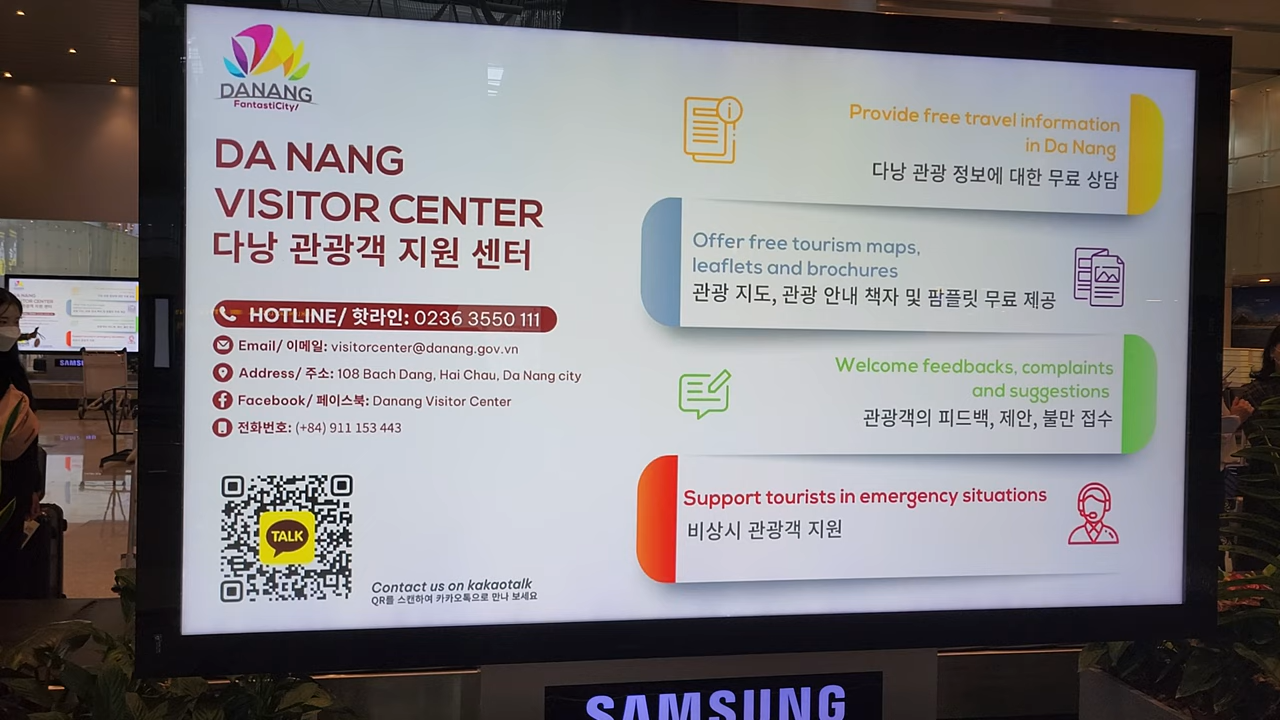 DANANG
FantastiCity/
DA NANG
VISITOR CENTER
다낭 관광객 지원 센터
HOTLINE/ 핫라인: 0236 3550 111
Email/ 이메일: visitorcenter@danang.gov.vn
Address/ 주소: 108 Bach Dang, Hai Chau, Da Nang city
Facebook/ 페이스북: Danang Visitor Center
전화번호: (+84) 911 153 443
TALK
Contact us on kakaotalk
QR를 스캔하여 카카오톡으로 만나 보세요
Provide free travel information
in Da Nang
다낭 관광 정보에 대한 무료 상담
Offer free tourism maps,
leaflets and brochures
관광 지도, 관광 안내 책자 및 팜플릿 무료 제공
Welcome feedbacks, complaints
and suggestions
관광객의 피드백, 제안, 불만 접수
Support tourists in emergency situations
비상시 관광객 지원
SAMSUNG